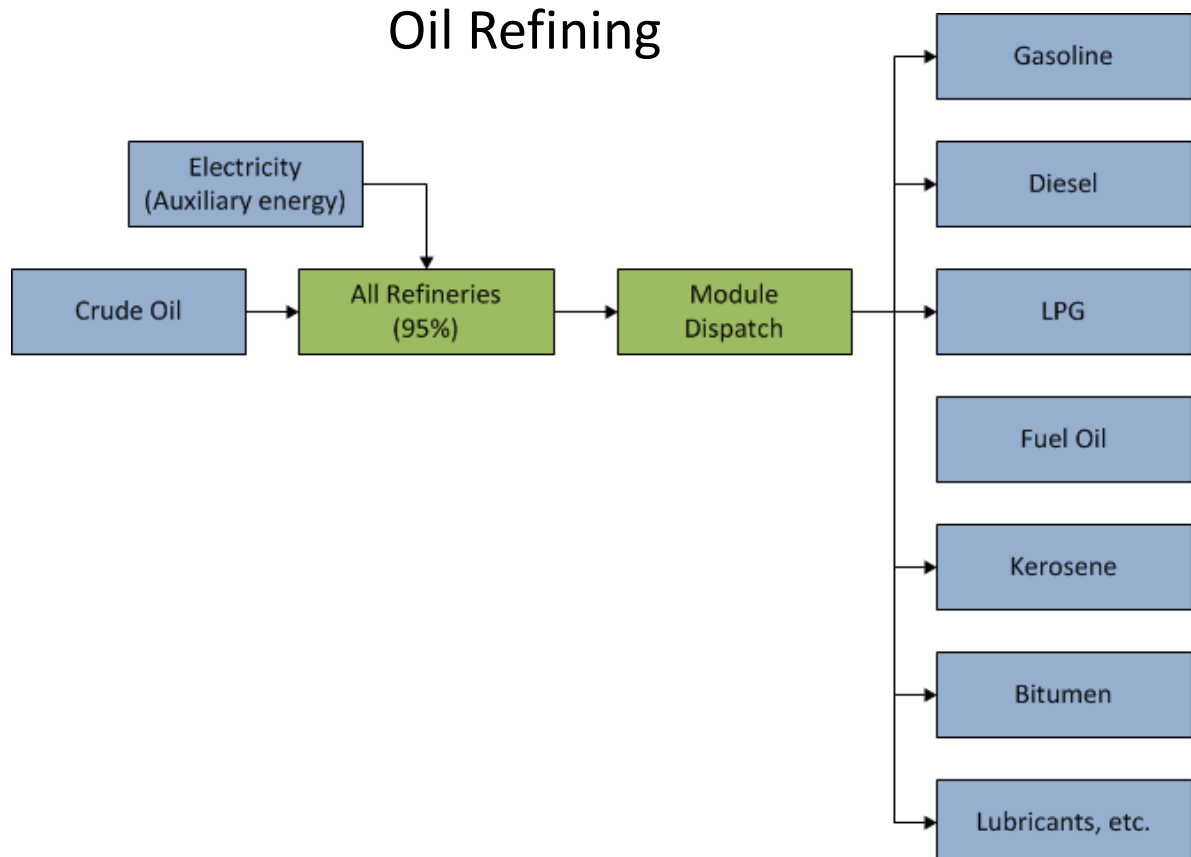 Oil Refining
Gasoline
Electricity
(Auxiliary energy)
Diesel
Crude Oil
All Refineries
(95%)
Module
Dispatch
LPG
Fuel Oil
Kerosene
Bitumen
Lubricants, etc.